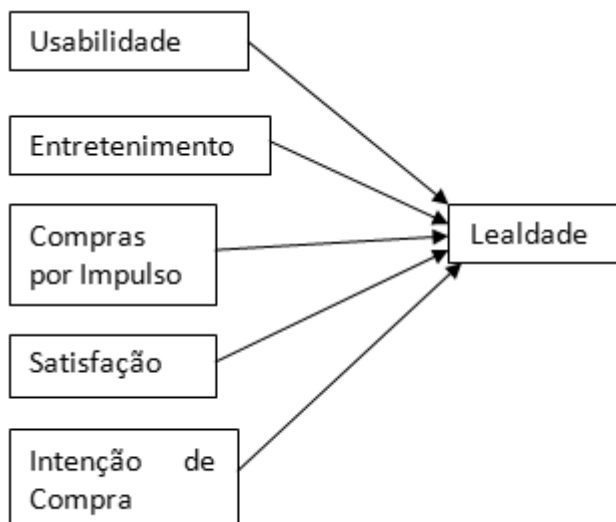 Usabilidade
Entretenimento
Compras
por Impulso
Lealdade
Satisfação
Intenção de
Compra